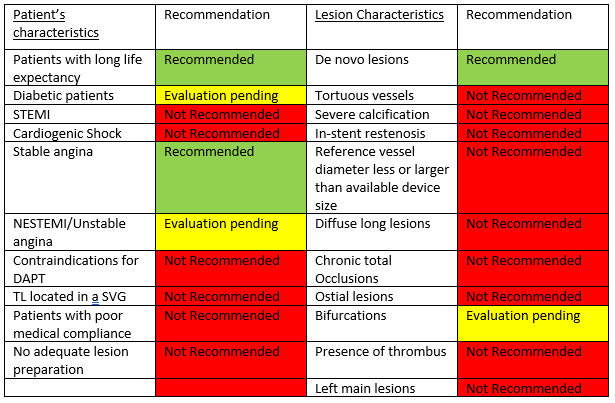 Patient's characteristics Recommendation Lesion Characteristics Recommendation
Patients with long life expectancy Recommended De novo lesions Recommended
Diabetic patients Evaluation pending Tortuous vessels Not Recommended
STEMI Not Recommended Severe calcification Not Recommended
Cardiogenic Shock Not Recommended In-stent restenosis Not Recommended
Stable angina Recommended Reference vessel diameter less or larger than available device size Not Recommended
NESTEMI/Unstable angina Evaluation pending Diffuse long lesions Not Recommended
Contraindications for DAPT Not Recommended Chronic total Occlusions Not Recommended
TL located in a SVG Not Recommended Ostial lesions Not Recommended
Patients with poor medical compliance Not Recommended Bifurcations Evaluation pending
No adequate lesion preparation Not Recommended Presence of thrombus Not Recommended
Left main lesions Not Recommended